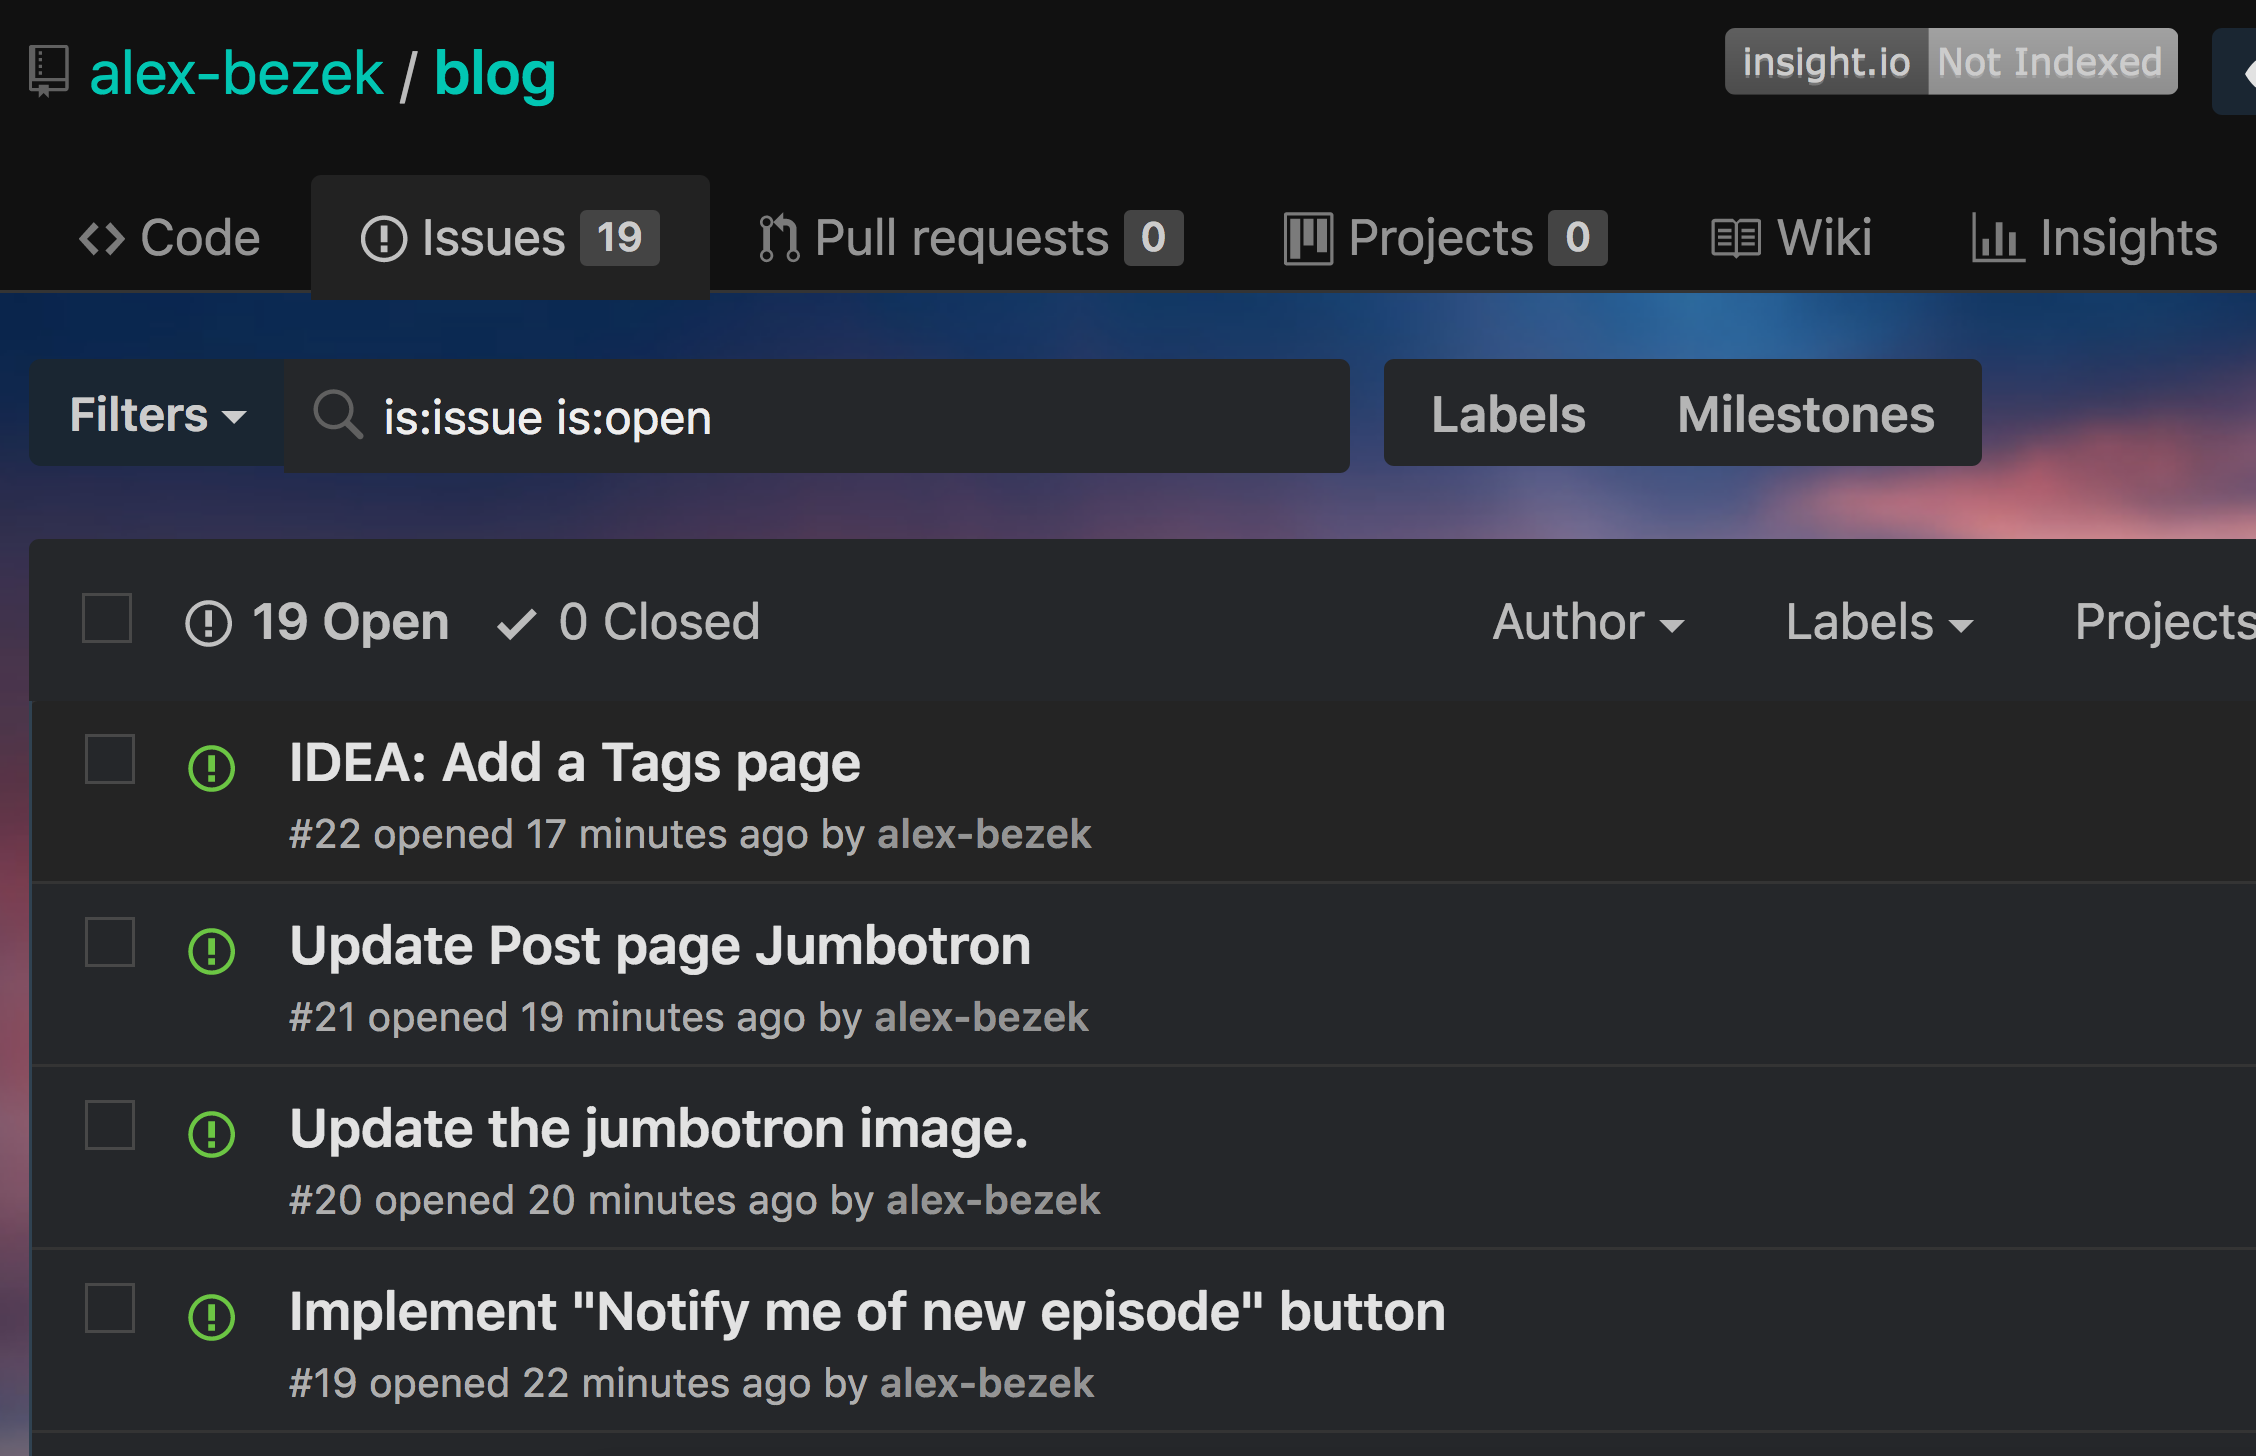 alex-bezek / blog
insight.io Not Indexed
Code Issues 19 Pull requests 0 Projects 0 Wiki Insights
Filters is:issue is:open Labels Milestones
19 Open 0 Closed Author Labels Projects
IDEA: Add a Tags page
#22 opened 17 minutes ago by alex-bezek
Update Post page Jumbotron
#21 opened 19 minutes ago by alex-bezek
Update the jumbotron image.
#20 opened 20 minutes ago by alex-bezek
Implement "Notify me of new episode" button
#19 opened 22 minutes ago by alex-bezek